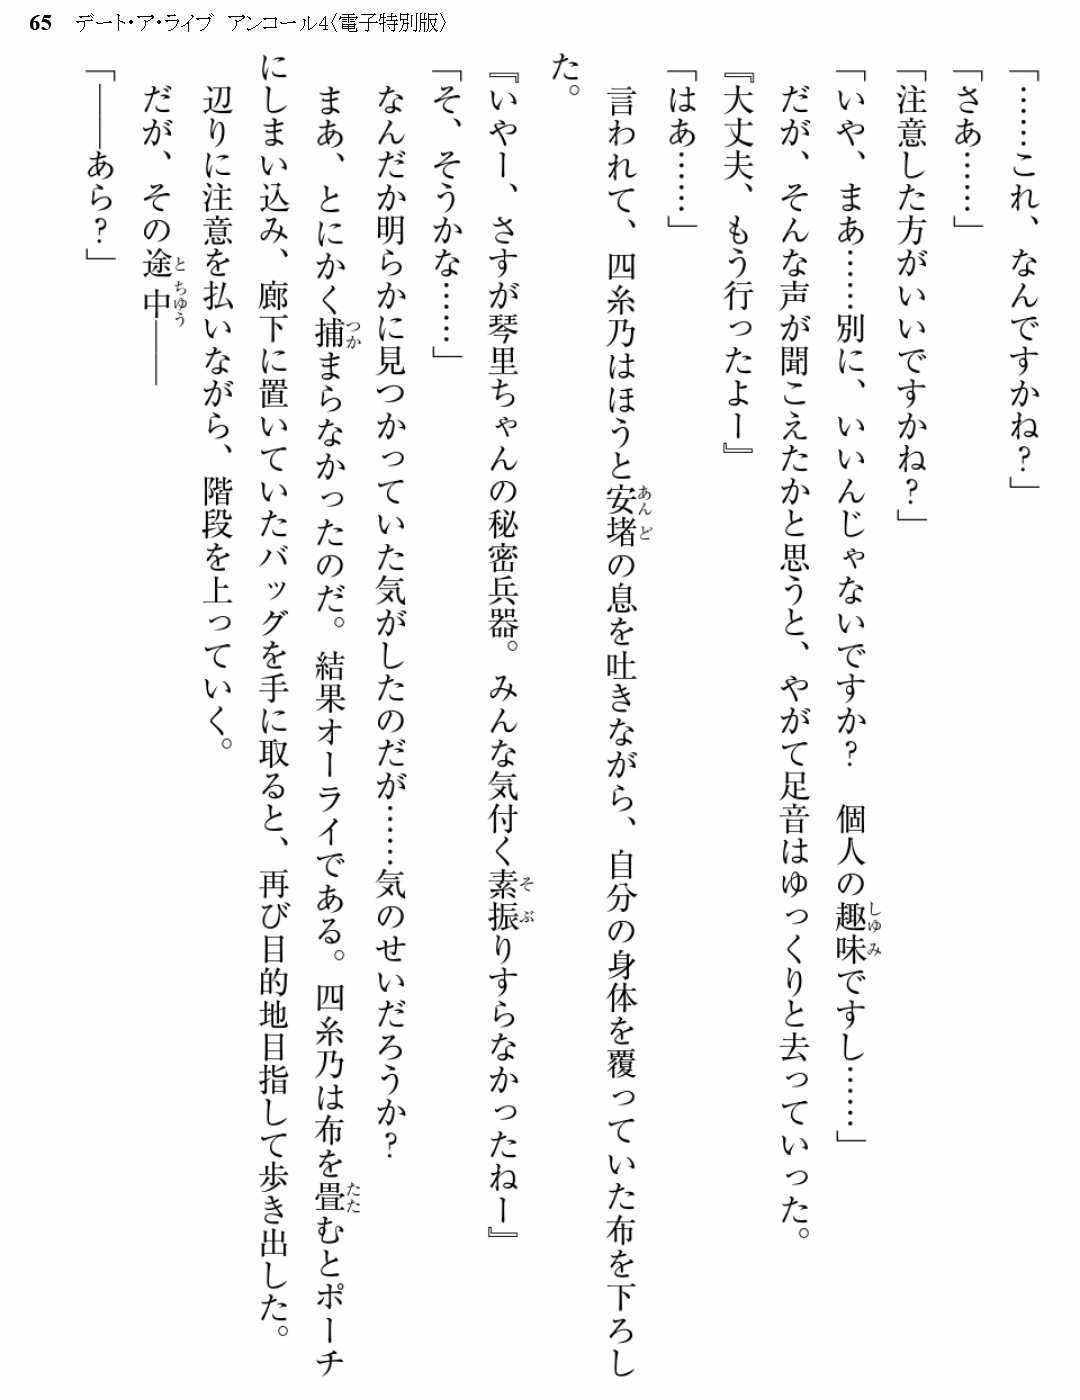 65 デート・ア・ライブ アンコール4〈電子特別版〉
「……これ、なんですかね?」
「さあ……」
「注意した方がいいですかね?」
「いや、まあ……別に、いいんじゃないですか? 個人の趣味ですし……」
だが、そんな声が聞こえたかと思うと、やがて足音はゆっくりと去っていった。
『大丈夫、もう行ったよー』
「はあ……」
言われて、四糸乃はほうと安堵の息を吐きながら、自分の身体を覆っていた布を下ろし
た。
『いやー、さすが琴里ちゃんの秘密兵器。みんな気付く素振りすらなかったねー』
「そ、そうかな……」
なんだか明らかに見つかっていた気がしたのだが……気のせいだろうか?
まあ、とにかく捕まらなかったのだ。結果オーライである。四糸乃は布を畳むとポーチ
にしまい込み、廊下に置いていたバッグを手に取ると、再び目的地目指して歩き出した。
辺りに注意を払いながら、階段を上っていく。
だが、その途中――
「――あら?」